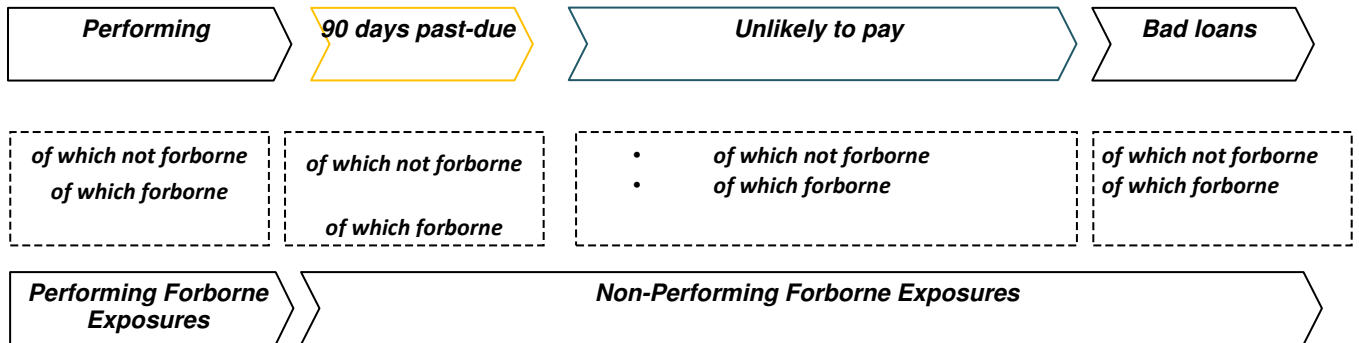 Performing
90 days past-due
Unlikely to pay
Bad loans
of which not forborne
of which forborne
of which not forborne
of which forborne
• of which not forborne
• of which forborne
of which not forborne
of which forborne
Performing Forborne
Exposures
Non-Performing Forborne Exposures